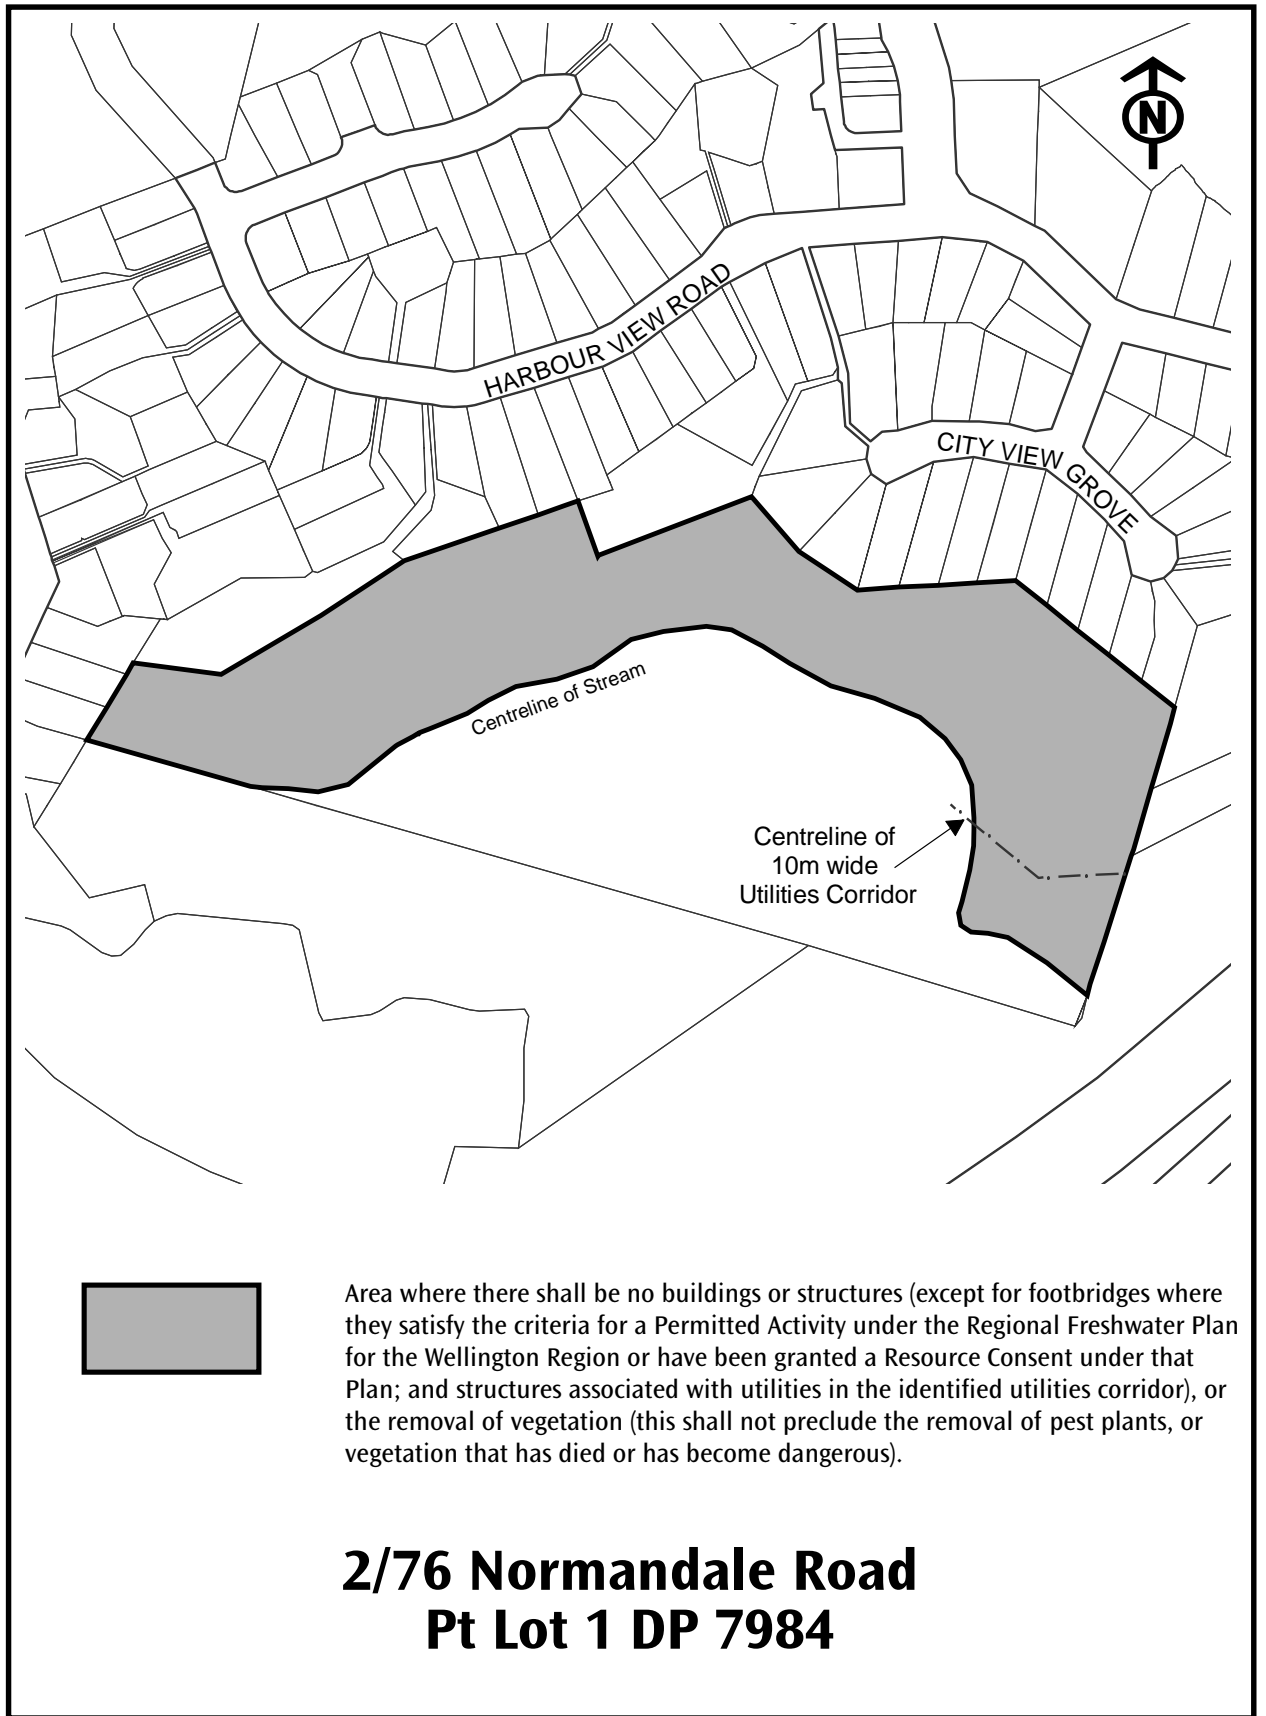 N
HARBOUR VIEW ROAD
CITY VIEW GROVE
Centreline of Stream
Centreline of
10m wide
Utilities Corridor
Area where there shall be no buildings or structures (except for footbridges where
they satisfy the criteria for a Permitted Activity under the Regional Freshwater Plan
for the Wellington Region or have been granted a Resource Consent under that
Plan; and structures associated with utilities in the identified utilities corridor), or
the removal of vegetation (this shall not preclude the removal of pest plants, or
vegetation that has died or has become dangerous).
2/76 Normandale Road
Pt Lot 1 DP 7984